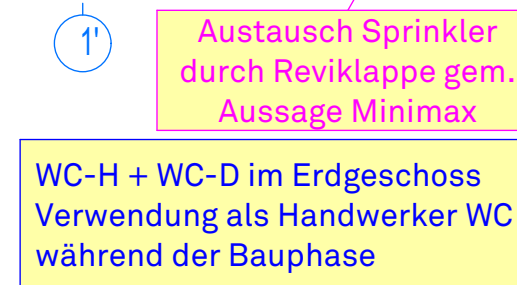 1'
Austausch Sprinkler
durch Reviklappe gem.
Aussage Minimax
WC-H + WC-D im Erdgeschoss
Verwendung als Handwerker WC
während der Bauphase